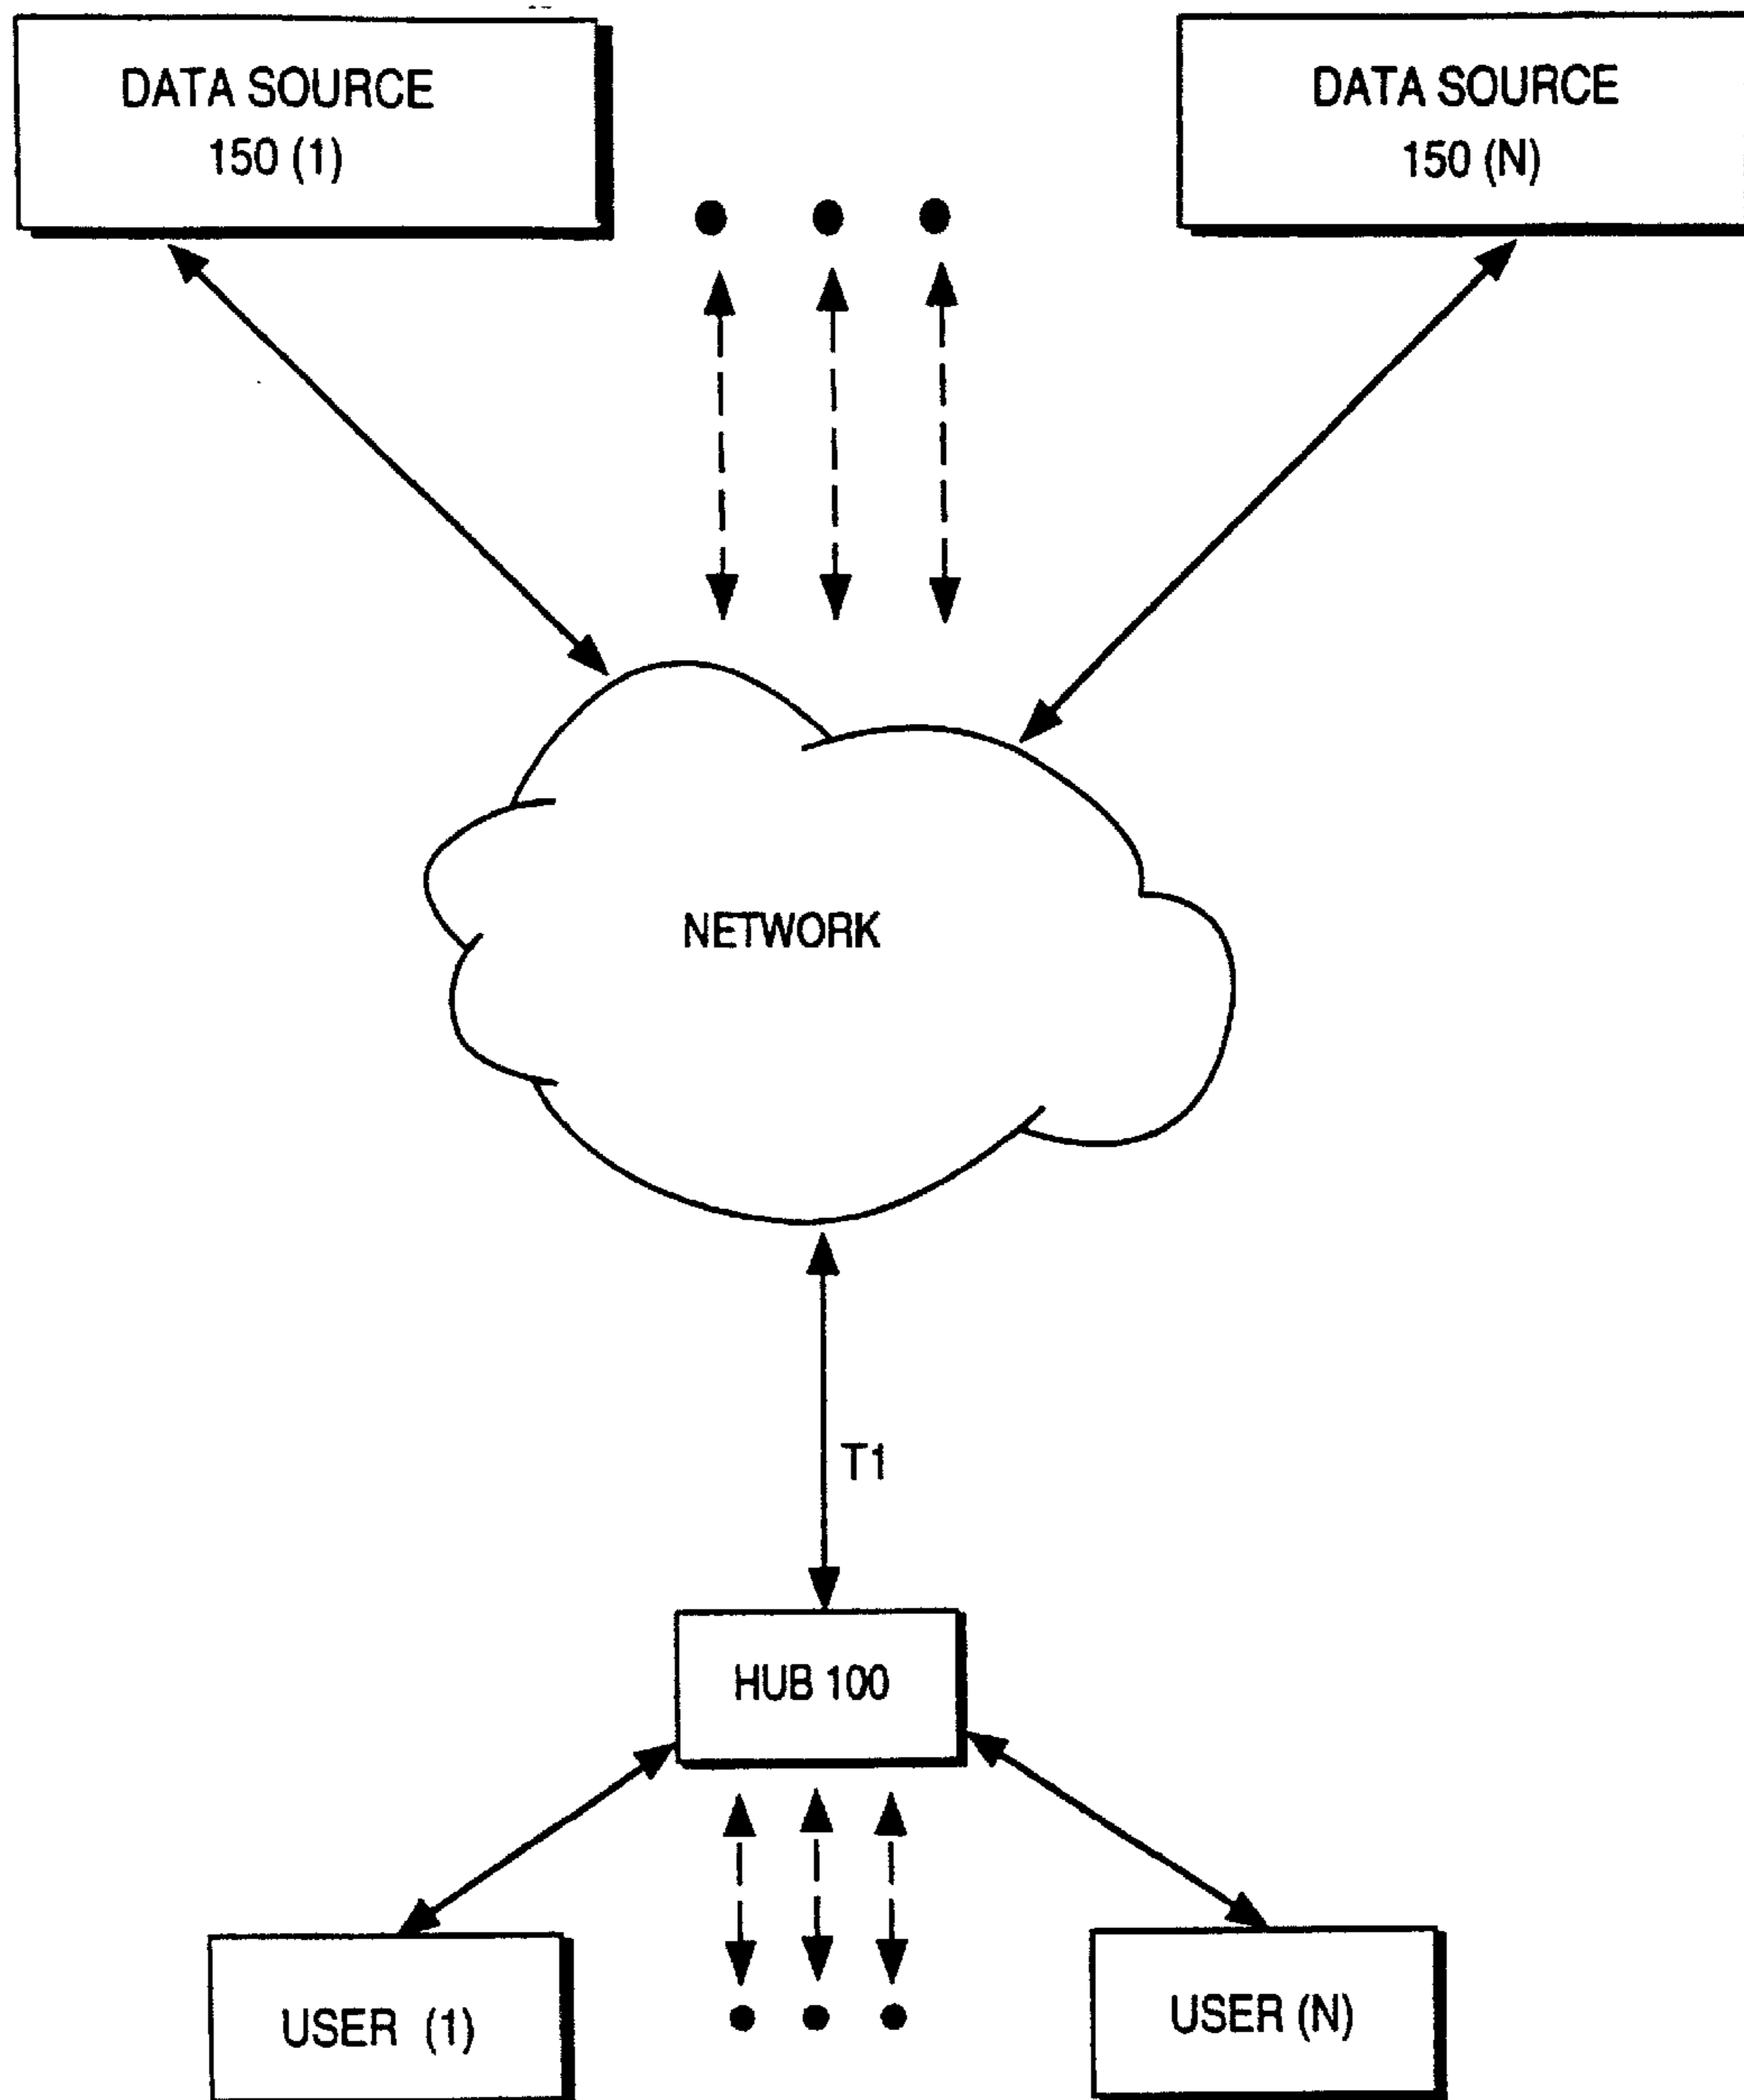 DATA SOURCE
150 (1)
DATA SOURCE
150 (N)
NETWORK
T1
HUB 100
USER (1)
USER (N)